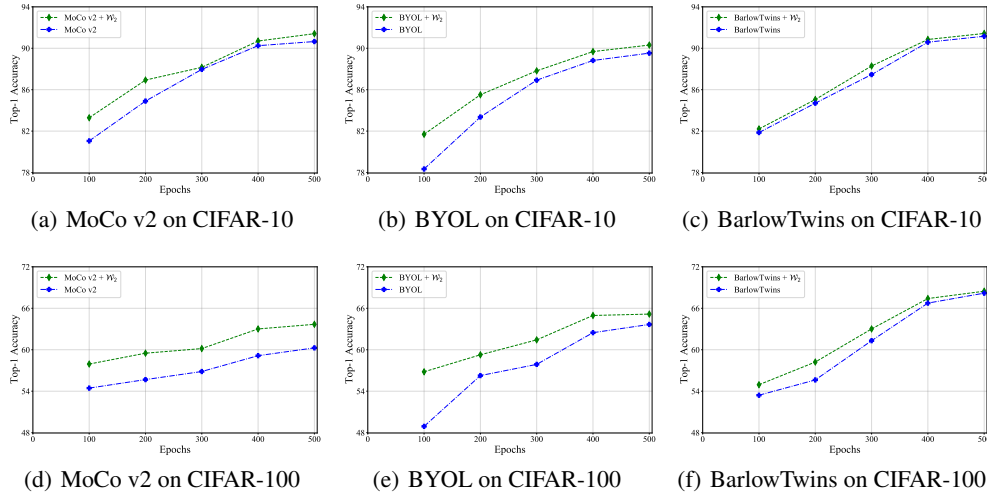 94
90
86
82
78
Top-1 Accuracy
MoCo v2 + 𝒲₂
MoCo v2
0 100 200 300 400 500
Epochs
(a) MoCo v2 on CIFAR-10
94
90
86
82
78
Top-1 Accuracy
BYOL + 𝒲₂
BYOL
0 100 200 300 400 500
Epochs
(b) BYOL on CIFAR-10
94
90
86
82
78
Top-1 Accuracy
BarlowTwins + 𝒲₂
BarlowTwins
0 100 200 300 400 500
Epochs
(c) BarlowTwins on CIFAR-10
72
66
60
54
48
Top-1 Accuracy
MoCo v2 + 𝒲₂
MoCo v2
0 100 200 300 400 500
Epochs
(d) MoCo v2 on CIFAR-100
72
66
60
54
48
Top-1 Accuracy
BYOL + 𝒲₂
BYOL
0 100 200 300 400 500
Epochs
(e) BYOL on CIFAR-100
72
66
60
54
48
Top-1 Accuracy
BarlowTwins + 𝒲₂
BarlowTwins
0 100 200 300 400 500
Epochs
(f) BarlowTwins on CIFAR-100